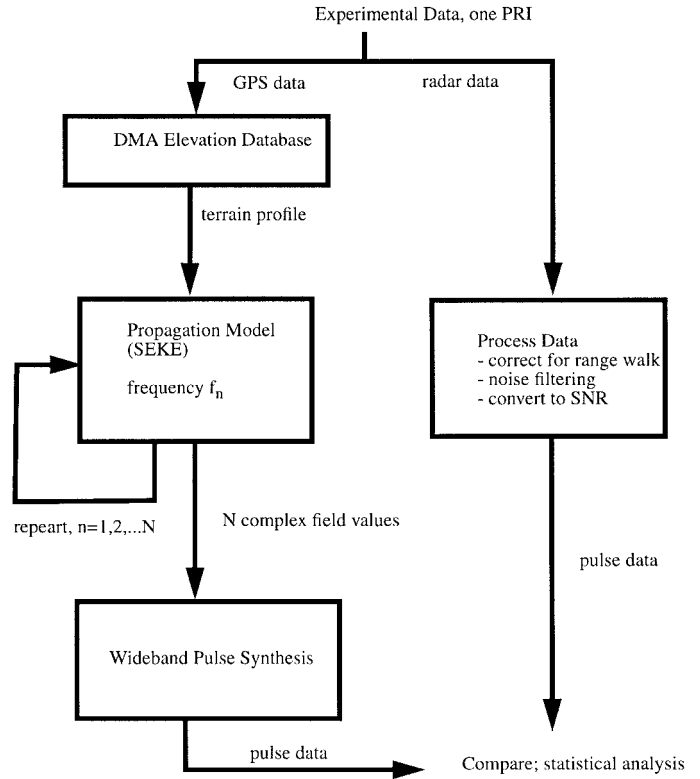 Experimental Data, one PRI
GPS data
radar data
DMA Elevation Database
terrain profile
Propagation Model
(SEKE)
frequency fn
Process Data
- correct for range walk
- noise filtering
- convert to SNR
repeart, n=1,2,...N
N complex field values
pulse data
Wideband Pulse Synthesis
pulse data
Compare; statistical analysis